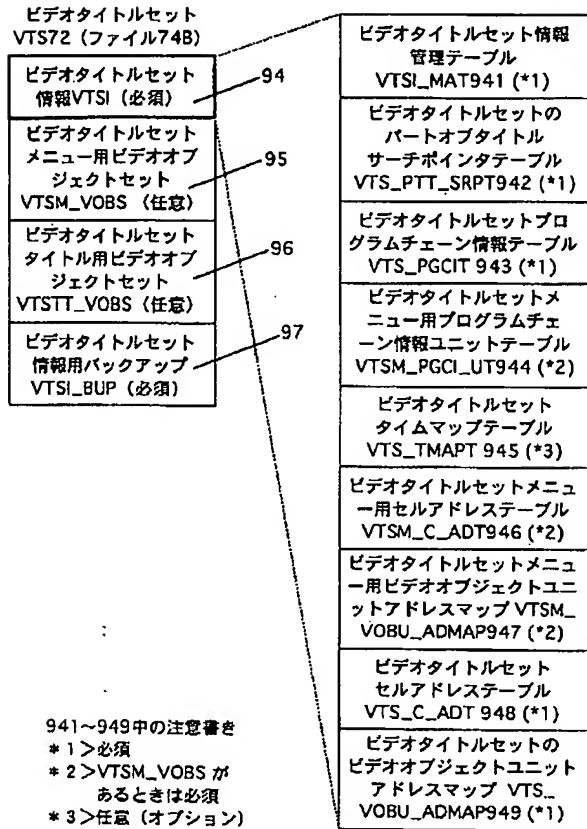 ビデオタイトルセット
VTS72（ファイル74B）
ビデオタイトルセット
情報VTSI（必須）
94
ビデオタイトルセット
メニュー用ビデオオブ
ジェクトセット
VTSM_VOBS（任意）
95
ビデオタイトルセット
タイトル用ビデオオブ
ジェクトセット
VTSTT_VOBS（任意）
96
ビデオタイトルセット
情報用バックアップ
VTSI_BUP（必須）
97
ビデオタイトルセット情報
管理テーブル
VTSI_MAT941 (*1)
ビデオタイトルセットの
パートオブタイトル
サーチポインタテーブル
VTS_PTT_SRPT942 (*1)
ビデオタイトルセットプロ
グラムチェーン情報テーブル
VTS_PGCIT 943 (*1)
ビデオタイトルセットメ
ニュー用プログラムチェ
ーン情報ユニットテーブル
VTSM_PGCI_UT944 (*2)
ビデオタイトルセット
タイムマップテーブル
VTS_TMAPT 945 (*3)
ビデオタイトルセットメニュ
ー用セルアドレステーブル
VTSM_C_ADT946 (*2)
ビデオタイトルセットメニュ
ー用ビデオオブジェクトユニ
ットアドレスマップ VTSM_
VOBU_ADMAP947 (*2)
ビデオタイトルセット
セルアドレステーブル
VTS_C_ADT 948 (*1)
ビデオタイトルセットの
ビデオオブジェクトユニット
アドレスマップ VTS_
VOBU_ADMAP949 (*1)
941～949中の注意書き
＊1＞必須
＊2＞VTSM_VOBS が
あるときは必須
＊3＞任意（オプション）